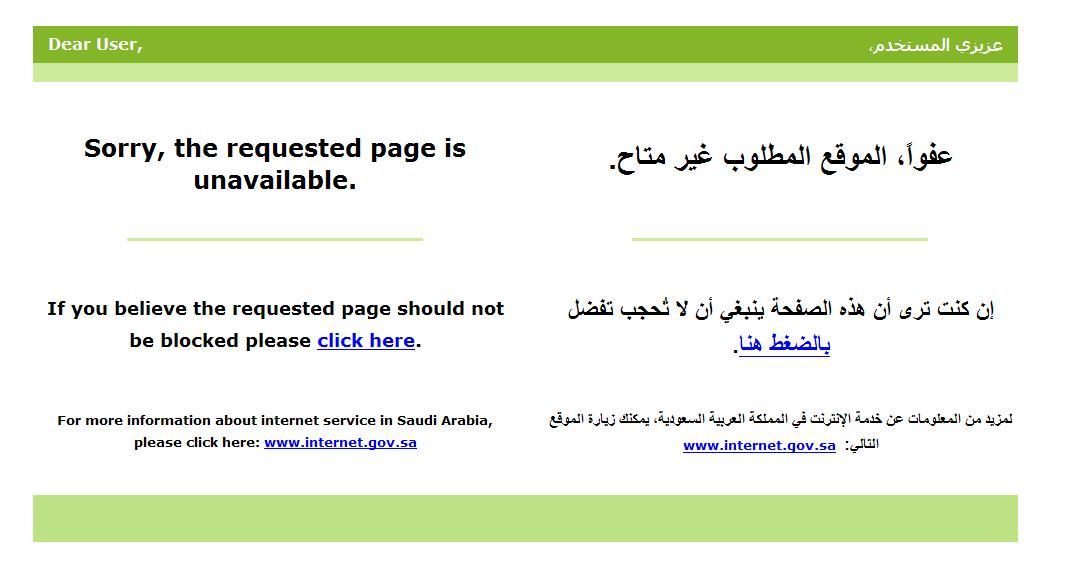 Dear User,
عزيزي المستخدم،
Sorry, the requested page is
unavailable.
عفواً، الموقع المطلوب غير متاح.
If you believe the requested page should not
be blocked please click here.
إن كنت ترى أن هذه الصفحة ينبغي أن لا تُحجب تفضل
بالضغط هنا.
For more information about internet service in Saudi Arabia,
please click here: www.internet.gov.sa
لمزيد من المعلومات عن خدمة الإنترنت في المملكة العربية السعودية، يمكنك زيارة الموقع
التالي: www.internet.gov.sa